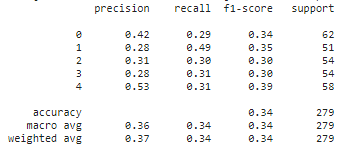 precision recall f1-score support
0 0.42 0.29 0.34 62
1 0.28 0.49 0.35 51
2 0.31 0.30 0.30 54
3 0.28 0.31 0.30 54
4 0.53 0.31 0.39 58
accuracy 0.34 279
macro avg 0.36 0.34 0.34 279
weighted avg 0.37 0.34 0.34 279